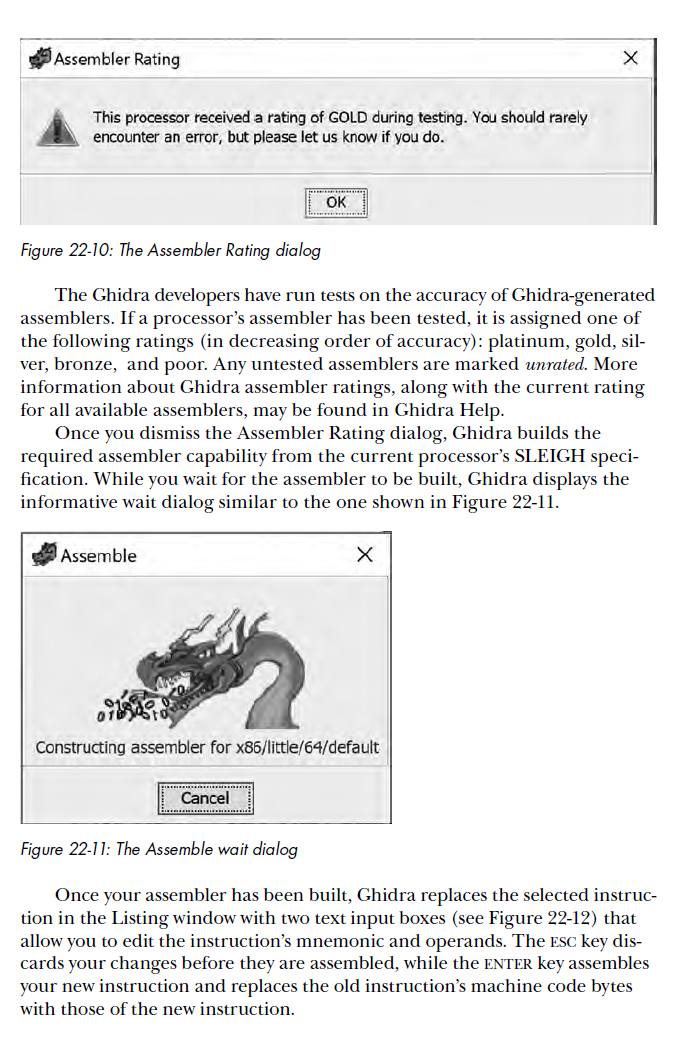 Assembler Rating
This processor received a rating of GOLD during testing. You should rarely
encounter an error, but please let us know if you do.
OK
Figure 22-10: The Assembler Rating dialog
The Ghidra developers have run tests on the accuracy of Ghidra-generated
assemblers. If a processor’s assembler has been tested, it is assigned one of
the following ratings (in decreasing order of accuracy): platinum, gold, sil-
ver, bronze, and poor. Any untested assemblers are marked unrated. More
information about Ghidra assembler ratings, along with the current rating
for all available assemblers, may be found in Ghidra Help.
Once you dismiss the Assembler Rating dialog, Ghidra builds the
required assembler capability from the current processor’s SLEIGH speci-
fication. While you wait for the assembler to be built, Ghidra displays the
informative wait dialog similar to the one shown in Figure 22-11.
Assemble
Constructing assembler for x86/little/64/default
Cancel
Figure 22-11: The Assemble wait dialog
Once your assembler has been built, Ghidra replaces the selected instruc-
tion in the Listing window with two text input boxes (see Figure 22-12) that
allow you to edit the instruction’s mnemonic and operands. The ESC key dis-
cards your changes before they are assembled, while the ENTER key assembles
your new instruction and replaces the old instruction’s machine code bytes
with those of the new instruction.